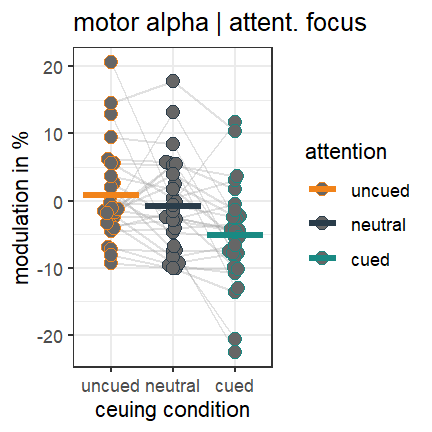 motor alpha | attent. focus
modulation in %
20
10
0
-10
-20
uncued neutral cued
ceuing condition
attention
uncued
neutral
cued